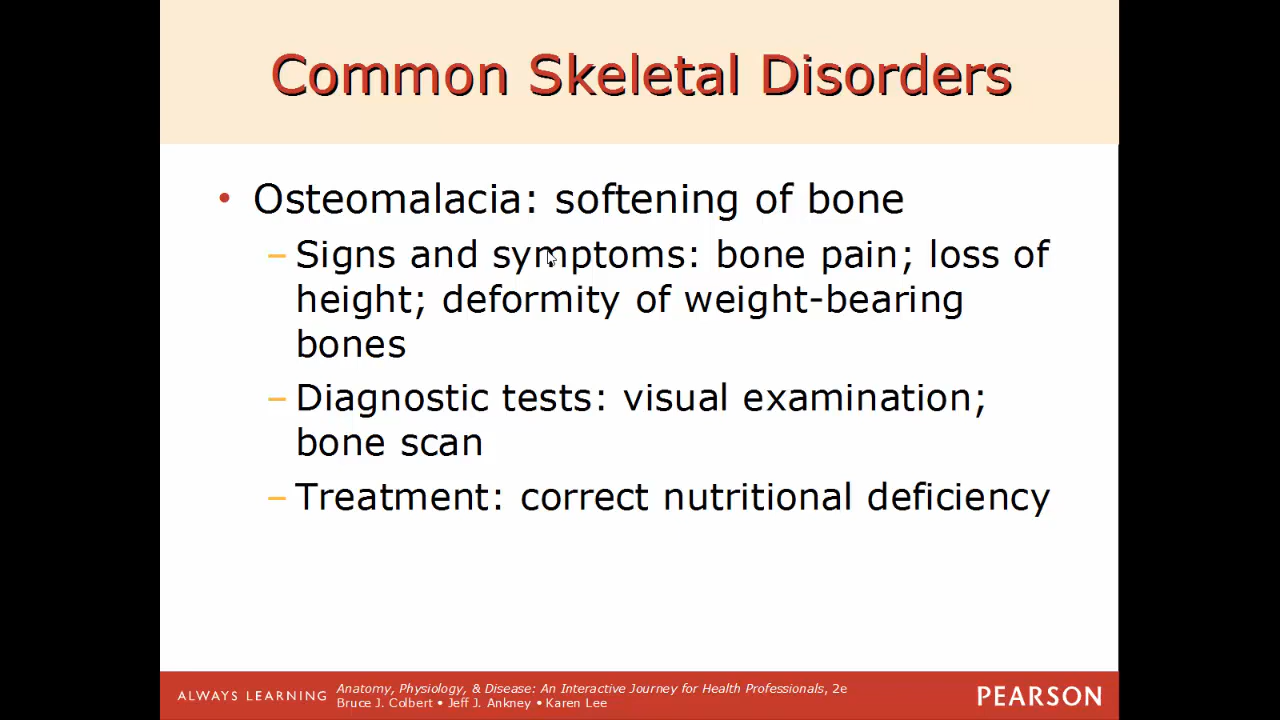 Common Skeletal Disorders
• Osteomalacia: softening of bone
– Signs and symptoms: bone pain; loss of
height; deformity of weight-bearing
bones
– Diagnostic tests: visual examination;
bone scan
– Treatment: correct nutritional deficiency
ALWAYS LEARNING
Anatomy, Physiology, & Disease: An Interactive Journey for Health Professionals, 2e
Bruce J. Colbert • Jeff J. Ankney • Karen Lee
PEARSON